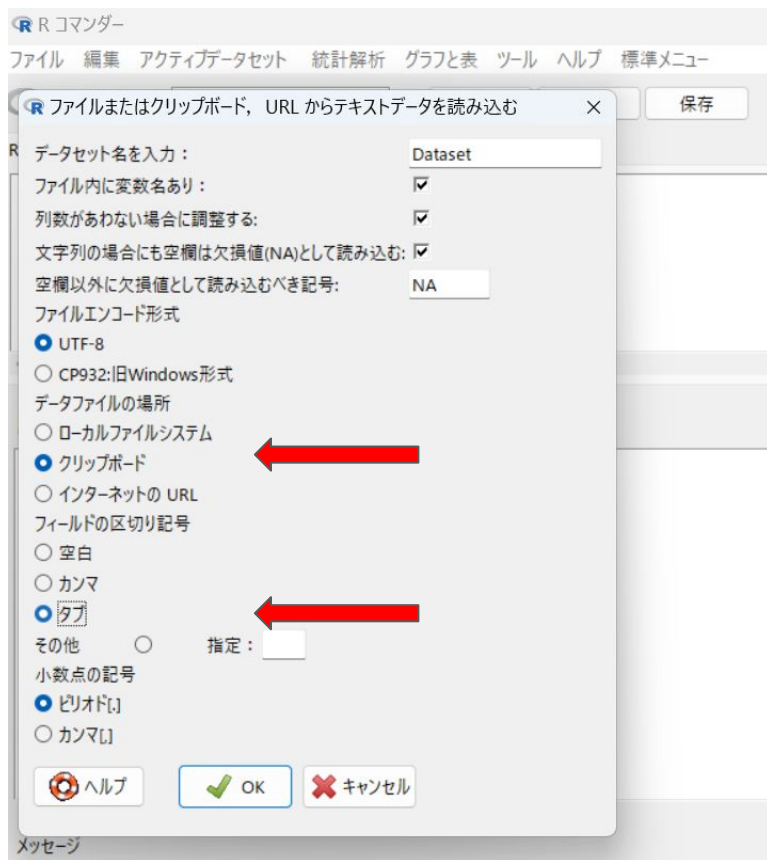 R コマンダー
ファイル 編集 アクティブデータセット 統計解析 グラフと表 ツール ヘルプ 標準メニュー
ファイルまたはクリップボード, URL からテキストデータを読み込む
保存
R
データセット名を入力： Dataset
ファイル内に変数名あり：
列数があわない場合に調整する:
文字列の場合にも空欄は欠損値(NA)として読み込む:
空欄以外に欠損値として読み込むべき記号: NA
ファイルエンコード形式
UTF-8
CP932:旧Windows形式
データファイルの場所
ローカルファイルシステム
クリップボード
インターネットの URL
フィールドの区切り記号
空白
カンマ
タブ
その他 指定：
小数点の記号
ピリオド[.]
カンマ[,]
ヘルプ OK キャンセル
メッセージ